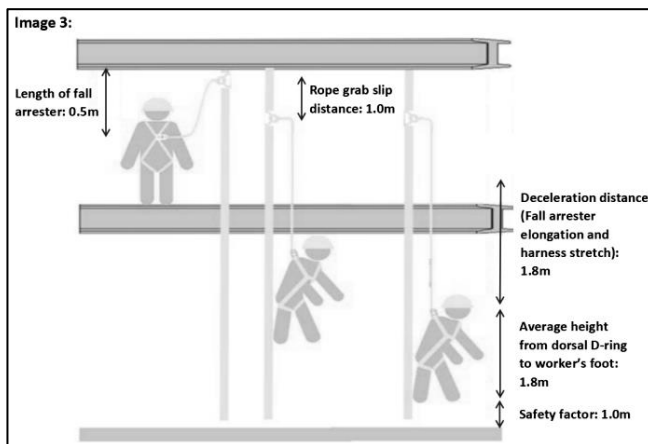 Image 3:
Length of fall
arrester: 0.5m
Rope grab slip
distance: 1.0m
Deceleration distance
(Fall arrester
elongation and
harness stretch):
1.8m
Average height
from dorsal D-ring
to worker's foot:
1.8m
Safety factor: 1.0m